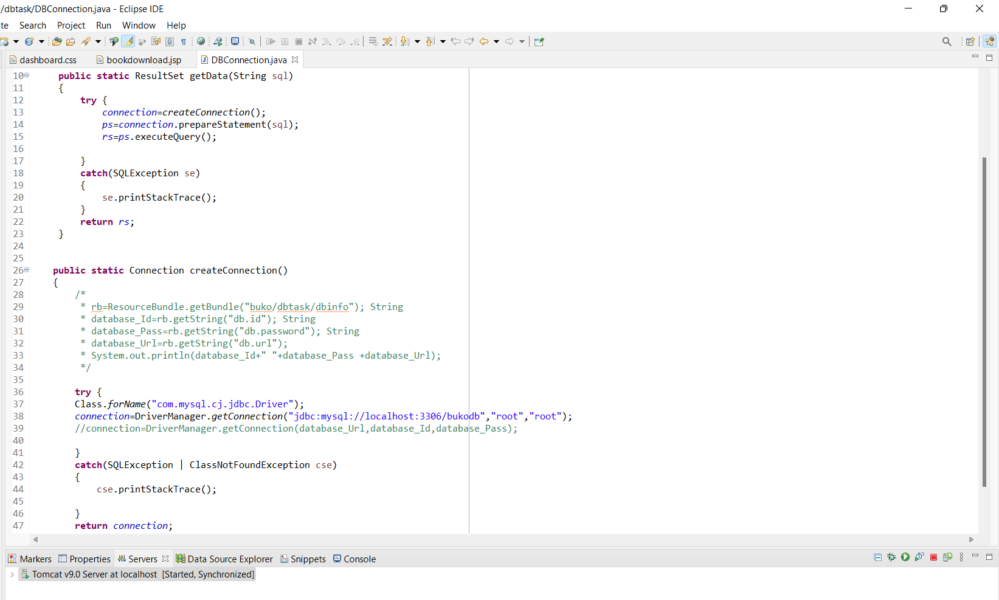 /dbtask/DBConnection.java - Eclipse IDE
te Search Project Run Window Help
dashboard.css bookdownload.jsp DBConnection.java
10 public static ResultSet getData(String sql)
11 {
12 try {
13 connection=createConnection();
14 ps=connection.prepareStatement(sql);
15 rs=ps.executeQuery();
16
17 }
18 catch(SQLException se)
19 {
20 se.printStackTrace();
21 }
22 return rs;
23 }
24
25
26 public static Connection createConnection()
27 {
28 /*
29 * rb=ResourceBundle.getBundle("buko/dbtask/dbinfo"); String
30 * database_Id=rb.getString("db.id"); String
31 * database_Pass=rb.getString("db.password"); String
32 * database_Url=rb.getString("db.url");
33 * System.out.println(database_Id+" "+database_Pass +database_Url);
34 */
35
36 try {
37 Class.forName("com.mysql.cj.jdbc.Driver");
38 connection=DriverManager.getConnection("jdbc:mysql://localhost:3306/bukodb","root","root");
39 //connection=DriverManager.getConnection(database_Url,database_Id,database_Pass);
40
41 }
42 catch(SQLException | ClassNotFoundException cse)
43 {
44 cse.printStackTrace();
45
46 }
47 return connection;
Markers Properties Servers Data Source Explorer Snippets Console
Tomcat v9.0 Server at localhost [Started, Synchronized]